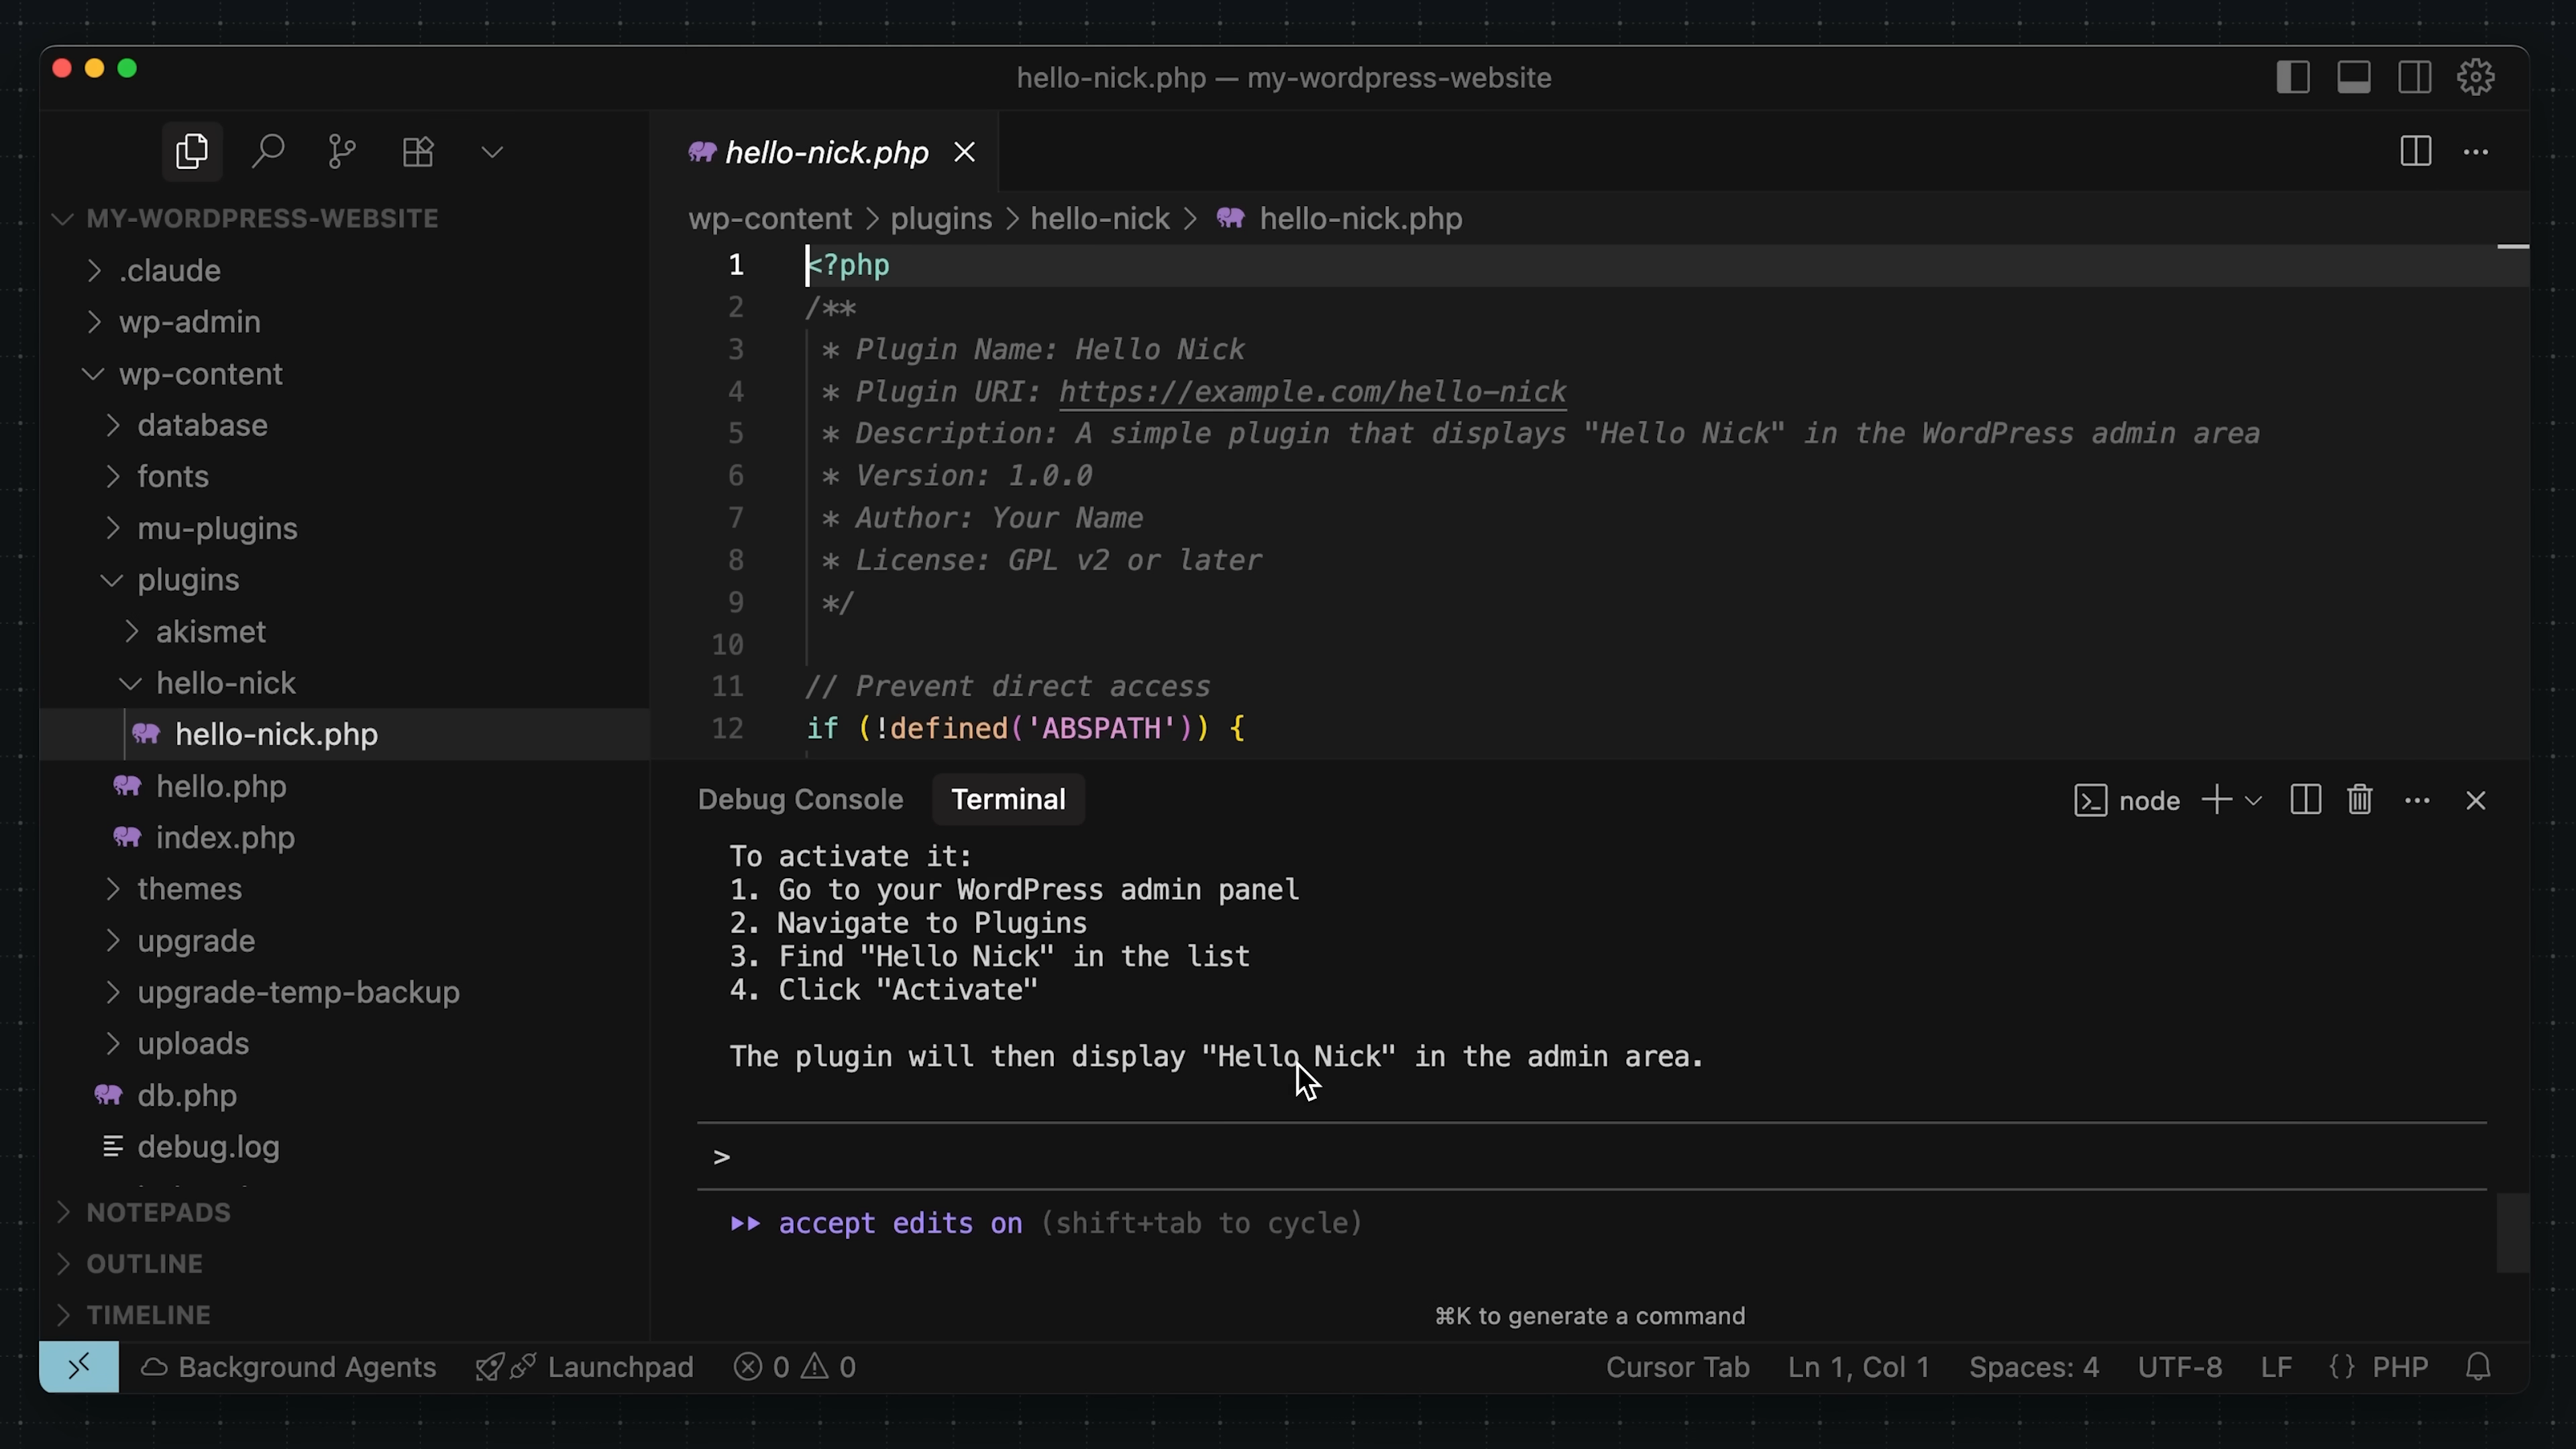 hello-nick.php — my-wordpress-website
MY-WORDPRESS-WEBSITE
.claude
wp-admin
wp-content
database
fonts
mu-plugins
plugins
akismet
hello-nick
hello-nick.php
hello.php
index.php
themes
upgrade
upgrade-temp-backup
uploads
db.php
debug.log
NOTEPADS
OUTLINE
TIMELINE
hello-nick.php
wp-content > plugins > hello-nick > hello-nick.php
1 <?php
2 /**
3 * Plugin Name: Hello Nick
4 * Plugin URI: https://example.com/hello-nick
5 * Description: A simple plugin that displays "Hello Nick" in the WordPress admin area
6 * Version: 1.0.0
7 * Author: Your Name
8 * License: GPL v2 or later
9 */
10
11 // Prevent direct access
12 if (!defined('ABSPATH')) {
Debug Console Terminal node
To activate it:
1. Go to your WordPress admin panel
2. Navigate to Plugins
3. Find "Hello Nick" in the list
4. Click "Activate"
The plugin will then display "Hello Nick" in the admin area.
>
accept edits on (shift+tab to cycle)
⌘K to generate a command
Background Agents Launchpad 0 0 Cursor Tab Ln 1, Col 1 Spaces: 4 UTF-8 LF {} PHP